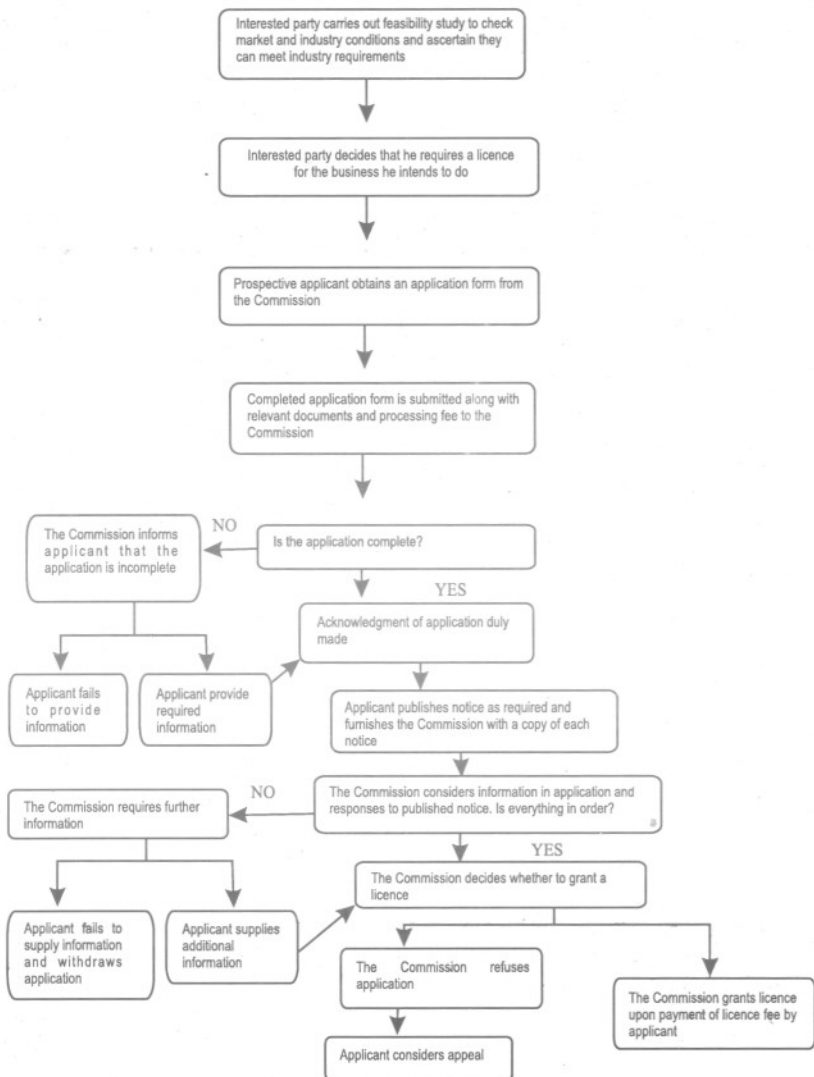 Interested party carries out feasibility study to check
market and industry conditions and ascertain they
can meet industry requirements
Interested party decides that he requires a licence
for the business he intends to do
Prospective applicant obtains an application form from
the Commission
Completed application form is submitted along with
relevant documents and processing fee to the
Commission
Is the application complete?
NO
The Commission informs
applicant that the
application is incomplete
YES
Acknowledgment of application duly
made
Applicant fails
to provide
information
Applicant provide
required
information
Applicant publishes notice as required and
furnishes the Commission with a copy of each
notice
The Commission considers information in application and
responses to published notice. Is everything in order?
NO
The Commission requires further
information
YES
The Commission decides whether to grant a
licence
Applicant fails to
supply information
and withdraws
application
Applicant supplies
additional
information
The Commission refuses
application
The Commission grants licence
upon payment of licence fee by
applicant
Applicant considers appeal